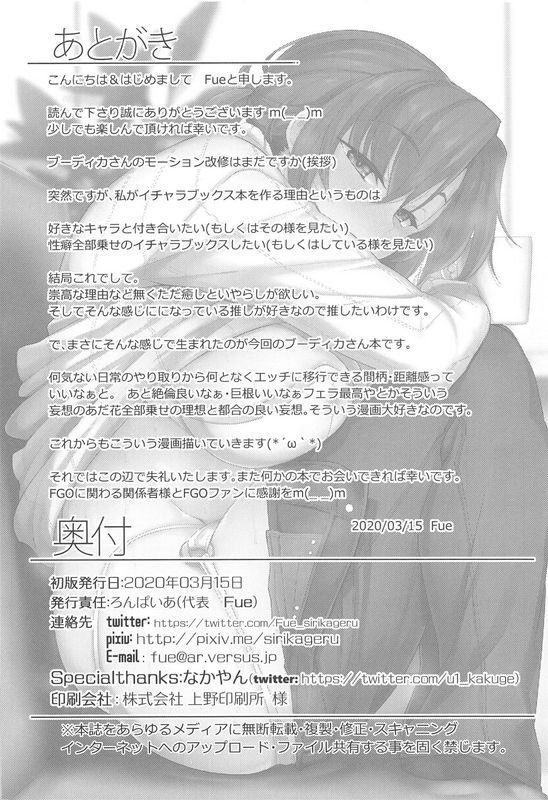 あとがき
こんにちは＆はじめまして　Fueと申します。
読んで下さり誠にありがとうございます m(_ _)m
少しでも楽しんで頂ければ幸いです。
ブーディカさんのモーション改修はまだですか(挨拶)
突然ですが、私がイチャラブックス本を作る理由というものは
好きなキャラと付き合いたい(もしくはその様を見たい)
性癖全部乗せのイチャラブックスしたい(もしくはしている様を見たい)
結局これでして。
崇高な理由など無くただ癒しといやらしが欲しい。
そしてそんな感じにになっている推しが好きなので推したいわけです。
で、まさにそんな感じで生まれたのが今回のブーディカさん本です。
何気ない日常のやり取りから何となくエッチに移行できる間柄・距離感って
いいなぁと。　あと絶倫良いなぁ・巨根いいなぁフェラ最高やとかそういう
妄想のあだ花全部乗せの理想と都合の良い妄想。そういう漫画大好きなのです。
これからもこういう漫画描いていきます(*´ω｀*)
それではこの辺で失礼いたします。また何かの本でお会いできれば幸いです。
FGOに関わる関係者様とFGOファンに感謝をm(_ _)m
2020/03/15 Fue
奥付
初版発行日:2020年03月15日
発行責任:ろんぱいあ(代表　Fue)
連絡先 twitter: https://twitter.com/Fue_sirikageru
pixiv: http://pixiv.me/sirikageru
E-mail : fue@ar.versus.jp
Specialthanks:なかやん(twitter: https://twitter.com/u1_kakuge)
印刷会社 : 株式会社 上野印刷所 様
※本誌をあらゆるメディアに無断転載・複製・修正・スキャニング
インターネットへのアップロード・ファイル共有する事を固く禁じます。